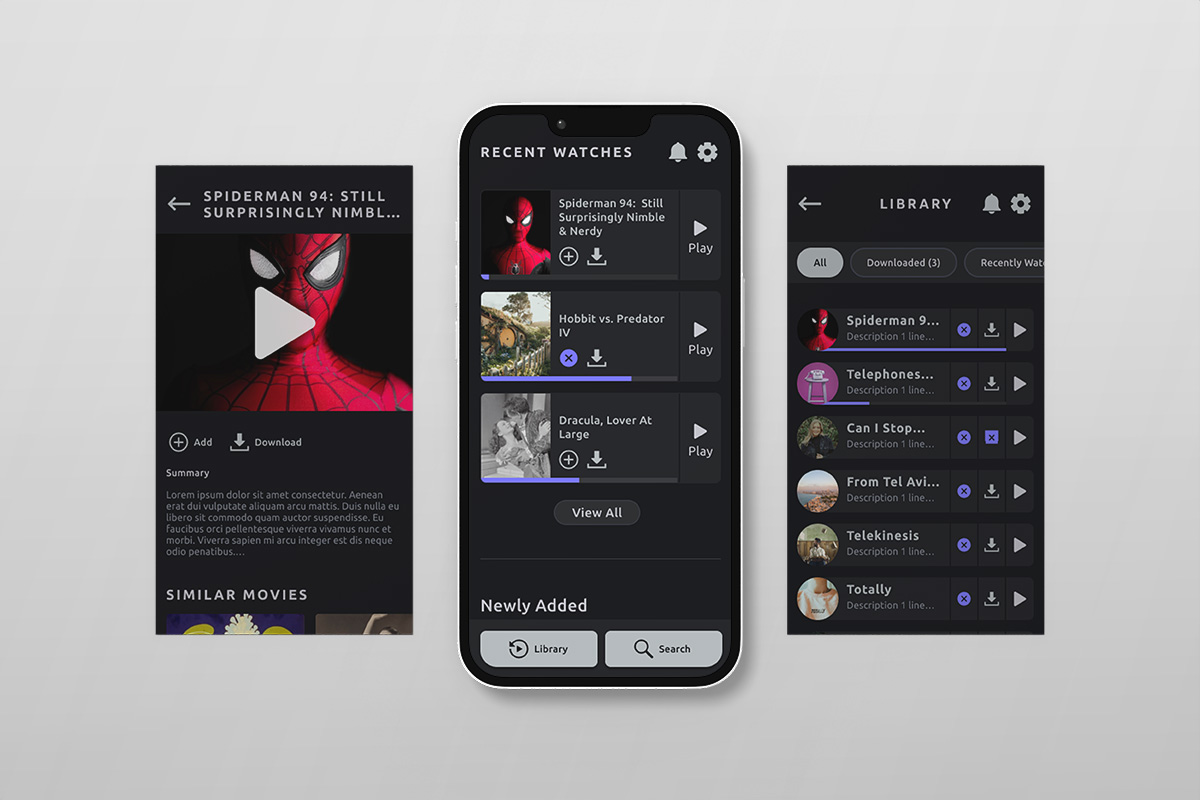 SPIDERMAN 94: STILL
SURPRISINGLY NIMBL...
Add
Download
Summary
Lorem ipsum dolor sit amet consectetur. Aenean
erat dui vulputate aliquam arcu mattis. Duis nulla eu
libero sit commodo quam auctor suspendisse. Eu
faucibus orci pellentesque viverra vivamus nunc et
morbi. Viverra sapien mi arcu integer est dis neque
odio penatibus....
SIMILAR MOVIES
RECENT WATCHES
Spiderman 94: Still
Surprisingly Nimble
& Nerdy
Play
Hobbit vs. Predator
IV
Play
Dracula, Lover At
Large
Play
View All
Newly Added
Library
Search
LIBRARY
All
Downloaded (3)
Recently Wat
Spiderman 9...
Description 1 line...
Telephones...
Description 1 line...
Can I Stop...
Description 1 line...
From Tel Avi...
Description 1 line...
Telekinesis
Description 1 line...
Totally
Description 1 line...